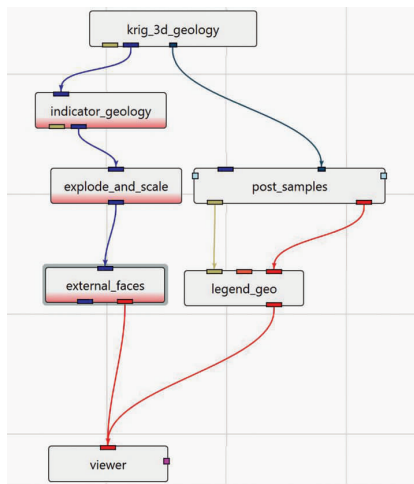 krig_3d_geology
indicator_geology
explode_and_scale
post_samples
external_faces
legend_geo
viewer